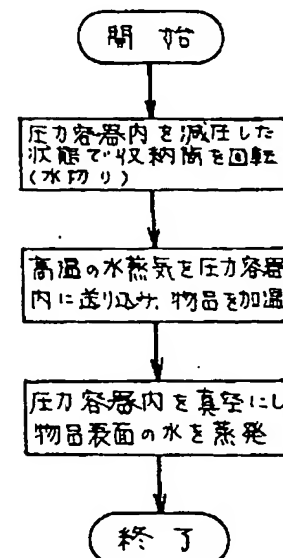 開始
圧力容器内を減圧した
状態で収納筒を回転
(水切り)
高温の水蒸気を圧力容器
内に送り込み、物品を加温
圧力容器内を真空にし
物品表面の水を蒸発
終了